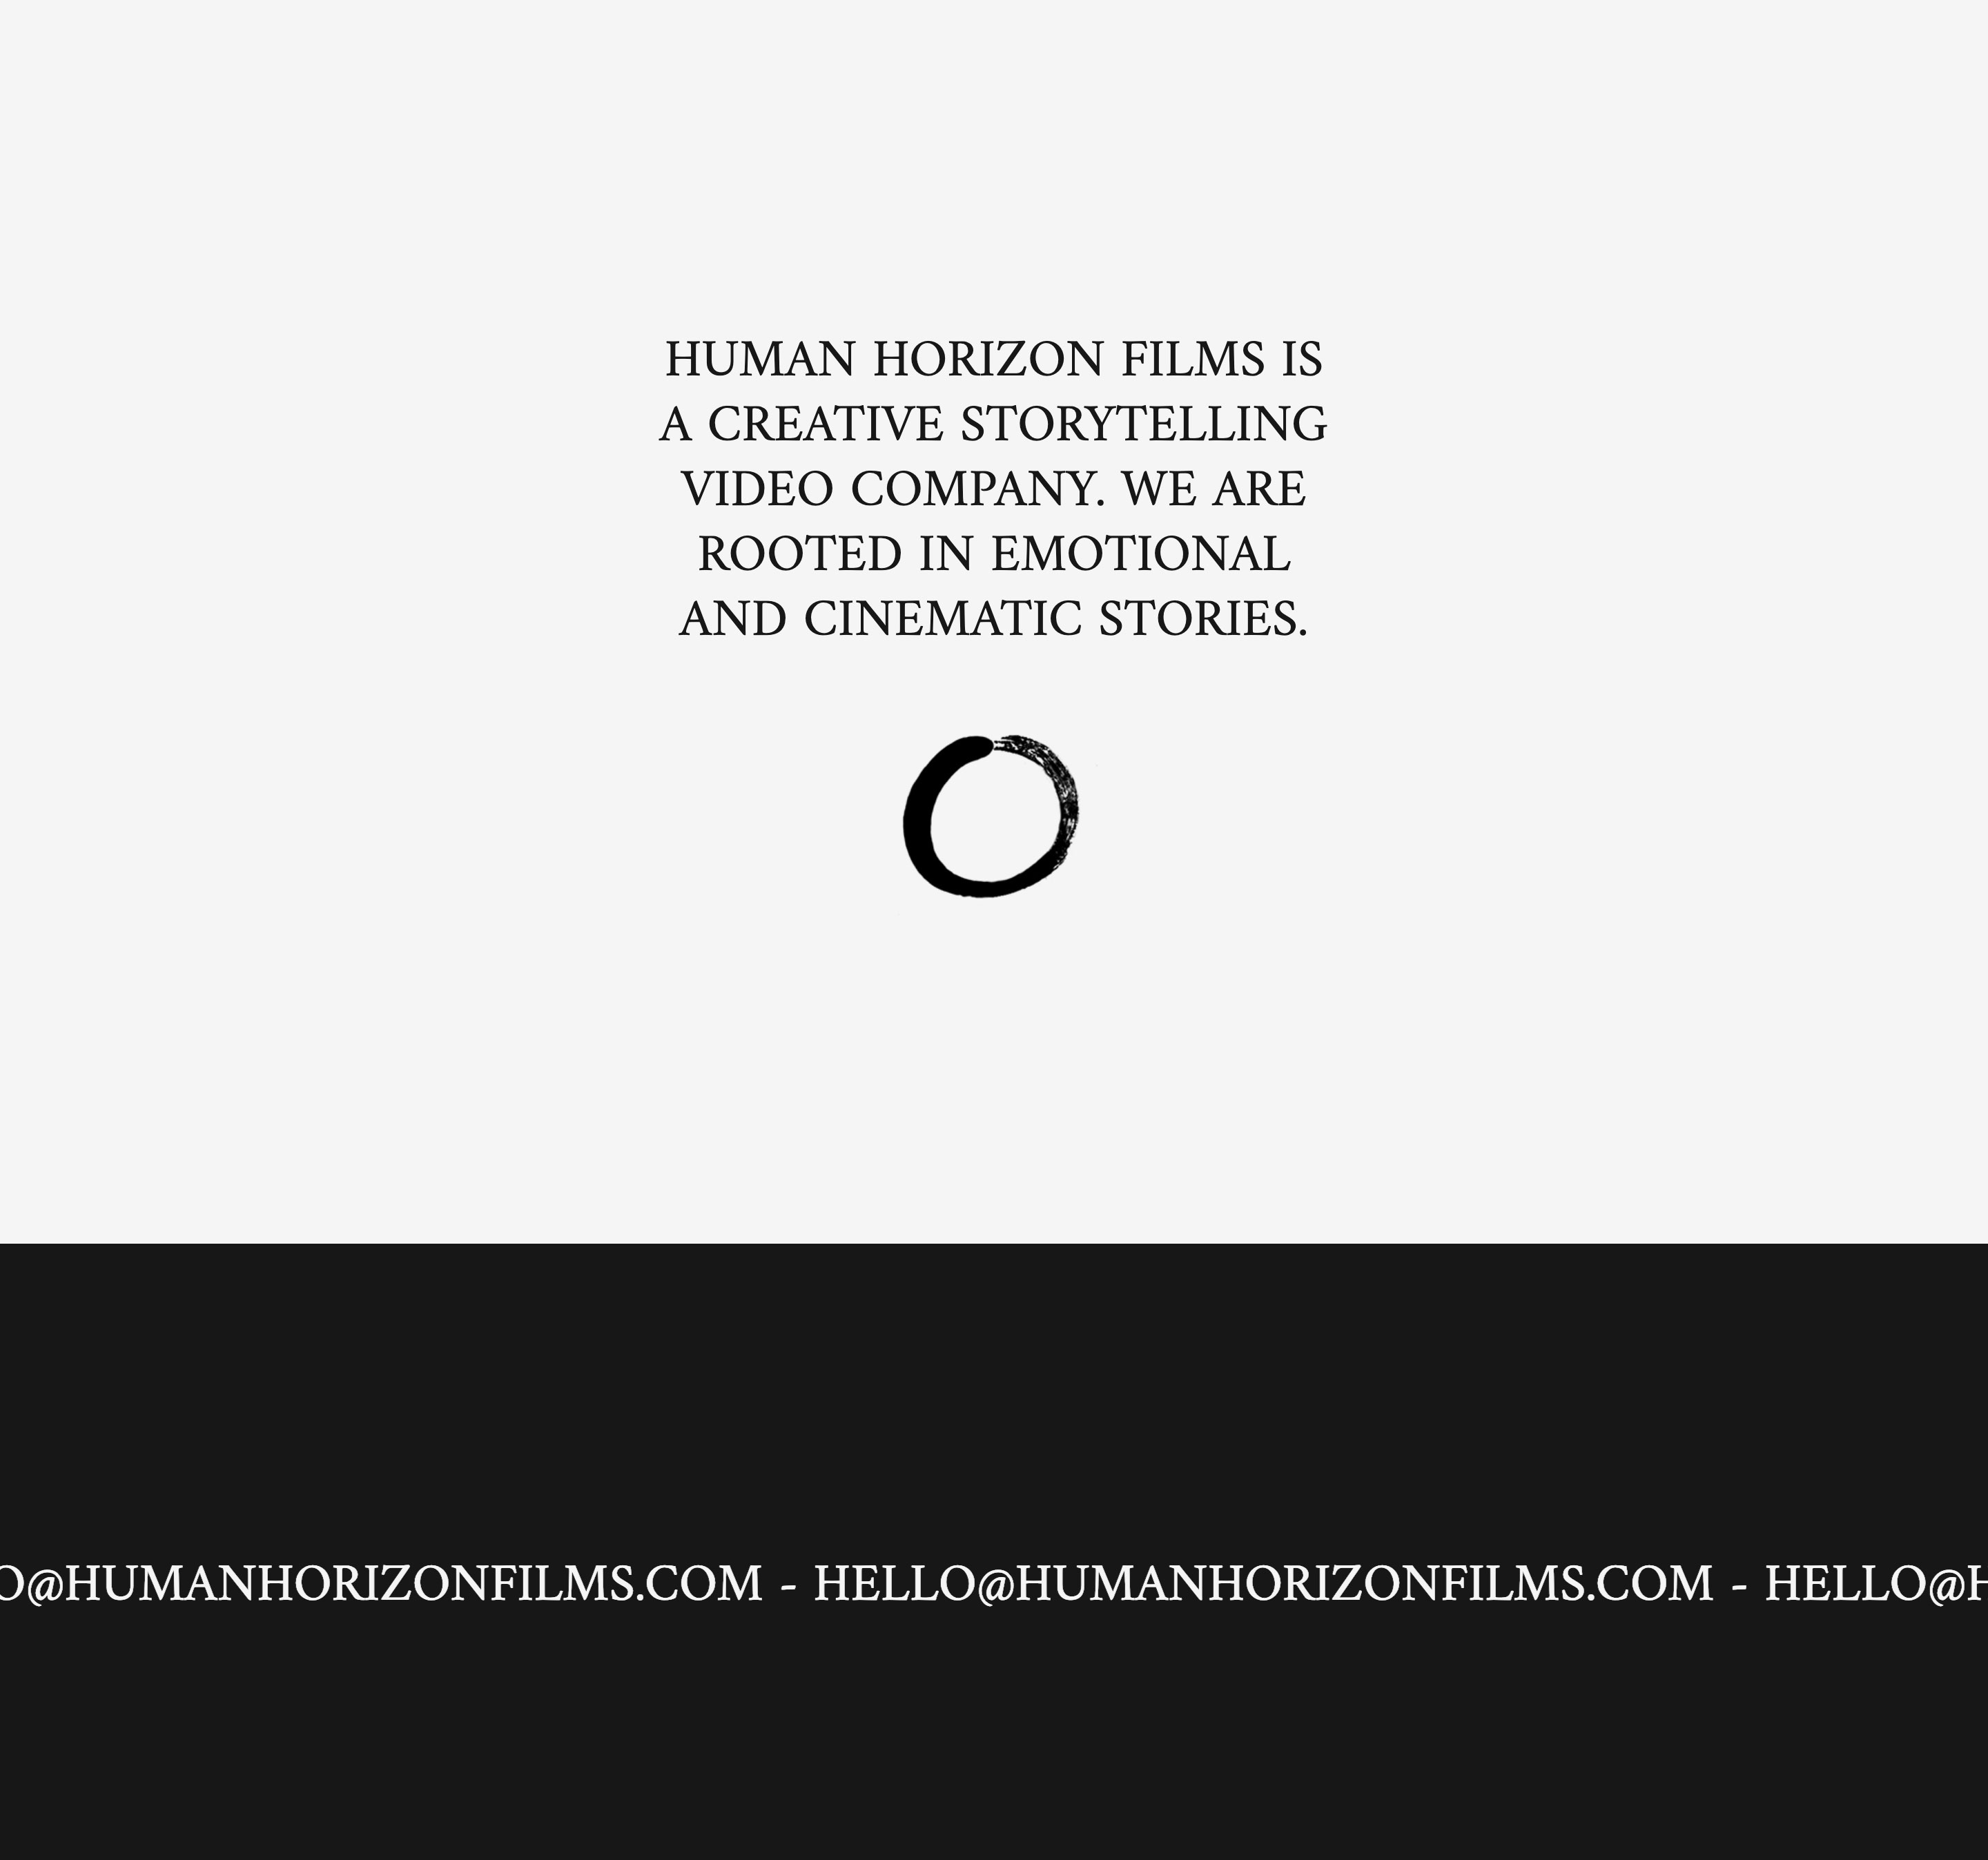 HUMAN HORIZON FILMS IS
A CREATIVE STORYTELLING
VIDEO COMPANY. WE ARE
ROOTED IN EMOTIONAL
AND CINEMATIC STORIES.
O@HUMANHORIZONFILMS.COM - HELLO@HUMANHORIZONFILMS.COM - HELLO@H